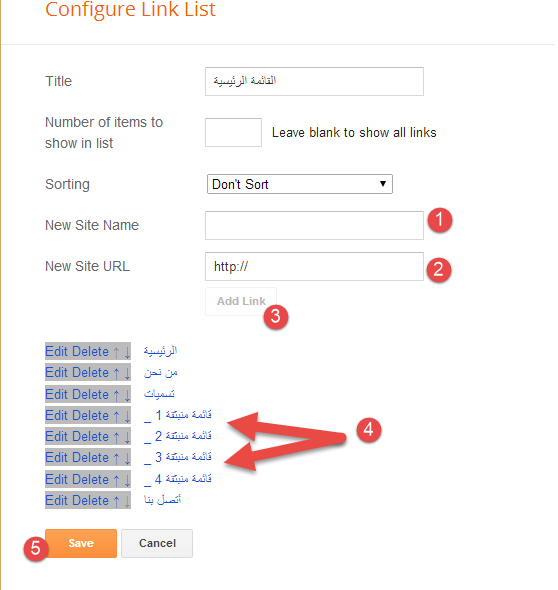 Configure Link List
Title القائمة الرئيسية
Number of items to
show in list
Leave blank to show all links
Sorting Don't Sort ▼
New Site Name 1
New Site URL http:// 2
Add Link
3
Edit Delete ↑ ↓ الرئيسية
Edit Delete ↑ ↓ من نحن
Edit Delete ↑ ↓ تسميات
Edit Delete ↑ ↓ _ قائمة منبثقة 1
Edit Delete ↑ ↓ _ قائمة منبثقة 2
Edit Delete ↑ ↓ _ قائمة منبثقة 3
Edit Delete ↑ ↓ _ قائمة منبثقة 4
Edit Delete ↑ ↓ أتصل بنا
4
5 Save Cancel